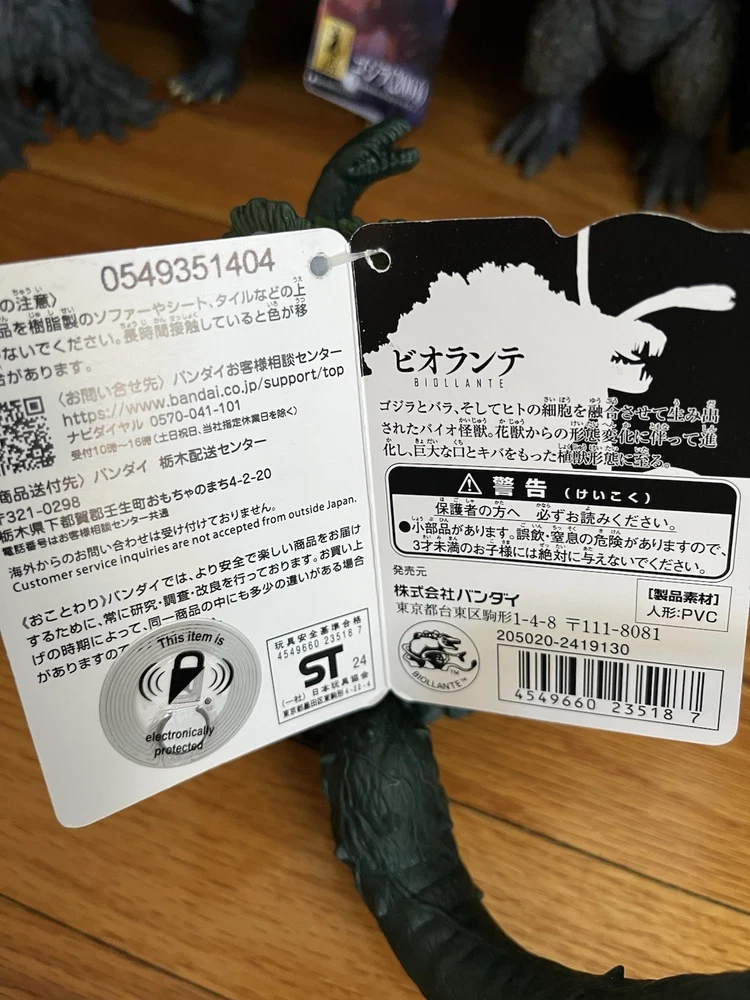 ゴジラ(2004)
0549351404
の注意〉
品を樹脂製のソファーやシート、タイルなどの上
ないでください。長時間接触していると色が移
合があります。
〈お問い合せ先〉バンダイお客様相談センター
https://www.bandai.co.jp/support/top
ナビダイヤル 0570-041-101
受付10時〜16時(土日祝日、当社指定休業日を除く)
商品送付先〉バンダイ 栃木配送センター
〒321-0298
栃木県下都賀郡壬生町おもちゃのまち4-2-20
電話番号はお客様相談センター共通
海外からのお問い合わせは受け付けておりません。
Customer service inquiries are not accepted from outside Japan.
《おことわり》バンダイでは、より安全で楽しい商品をお届け
するために、常に研究・調査・改良を行っております。お買い上
げの時期によって、同一商品の中にも多少の違いがある場合
がありますので
This item is
electronically
protected
玩具安全基準合格
4549660 23518 7
ST 24
(一社)日本玩具協会
東京都墨田区東駒形4-22-4
ビオランテ
BIOLLANTE
ゴジラとバラ、そしてヒトの細胞を融合させて生み出
されたバイオ怪獣。花獣からの形態変化に伴って進
化し、巨大な口とキバをもった植獣形態に至る。
警告(けいこく)
保護者の方へ 必ずお読みください。
●小部品があります。誤飲・窒息の危険がありますので、
3才未満のお子様には絶対に与えないでください。
発売元
株式会社バンダイ
東京都台東区駒形1-4-8 〒111-8081
205020-2419130
[製品素材]
人形:PVC
BIOLLANTE™
4549660 23518 7